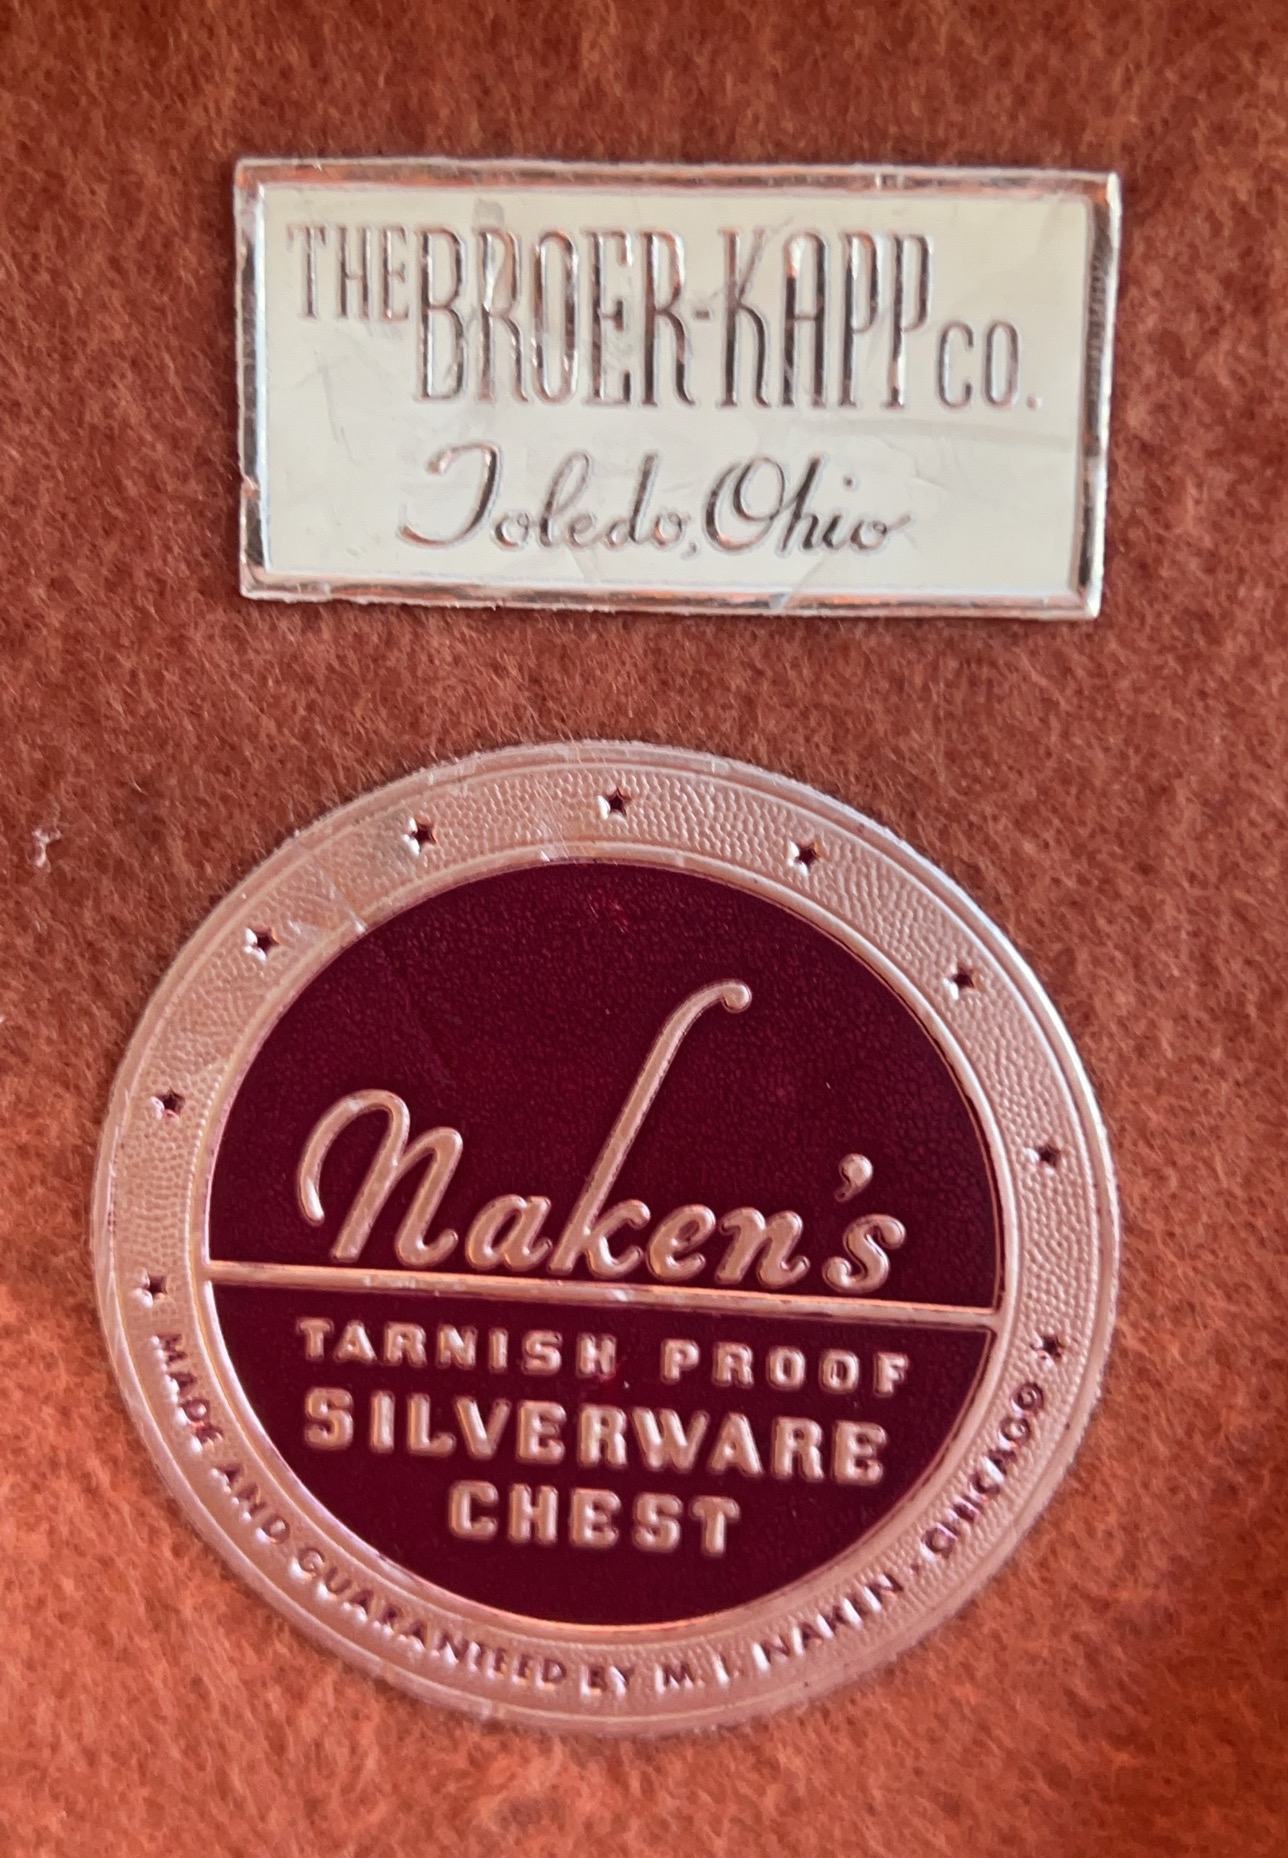 THE BROER-KAPP CO.
Toledo, Ohio
Naken's
TARNISH PROOF
SILVERWARE
CHEST
MADE AND GUARANTEED BY M. L. NAKEN - CHICAGO